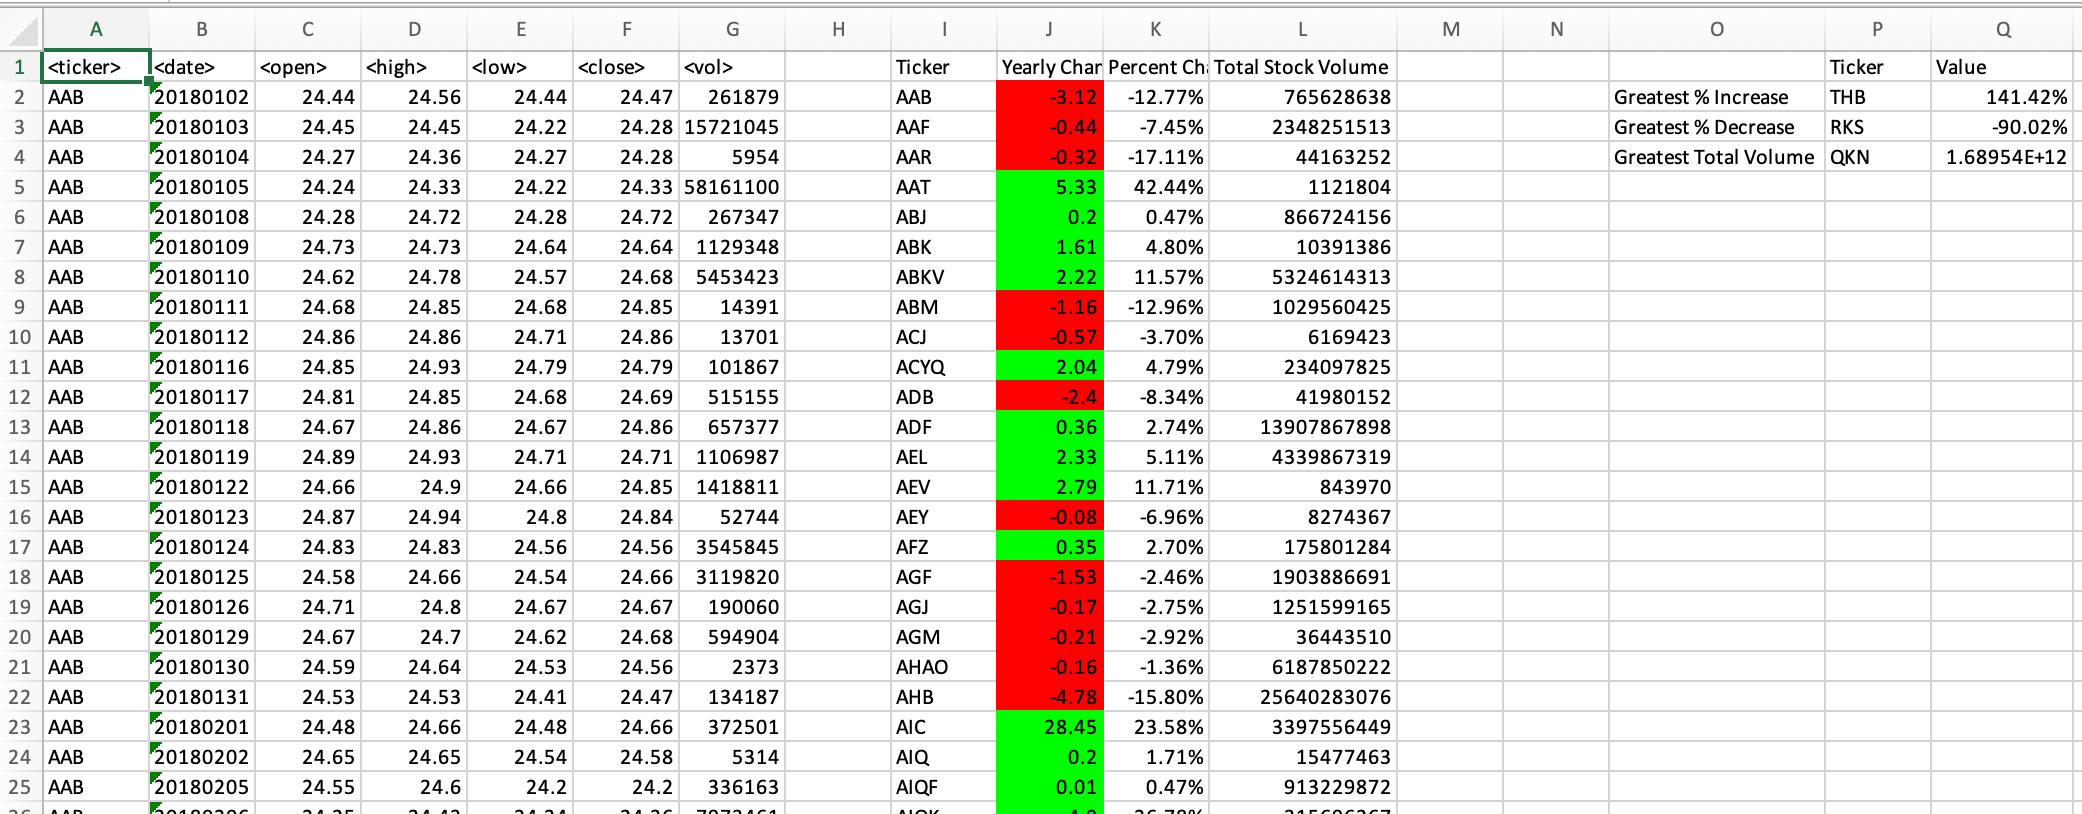 A B C D E F G H I J K L M N O P Q
1 <ticker> <date> <open> <high> <low> <close> <vol> Ticker Yearly Char Percent Ch Total Stock Volume Ticker Value
2 AAB 20180102 24.44 24.56 24.44 24.47 261879 AAB -3.12 -12.77% 765628638 Greatest % Increase THB 141.42%
3 AAB 20180103 24.45 24.45 24.22 24.28 15721045 AAF -0.44 -7.45% 2348251513 Greatest % Decrease RKS -90.02%
4 AAB 20180104 24.27 24.36 24.27 24.28 5954 AAR -0.32 -17.11% 44163252 Greatest Total Volume QKN 1.68954E+12
5 AAB 20180105 24.24 24.33 24.22 24.33 58161100 AAT 5.33 42.44% 1121804
6 AAB 20180108 24.28 24.72 24.28 24.72 267347 ABJ 0.2 0.47% 866724156
7 AAB 20180109 24.73 24.73 24.64 24.64 1129348 ABK 1.61 4.80% 10391386
8 AAB 20180110 24.62 24.78 24.57 24.68 5453423 ABKV 2.22 11.57% 5324614313
9 AAB 20180111 24.68 24.85 24.68 24.85 14391 ABM -1.16 -12.96% 1029560425
10 AAB 20180112 24.86 24.86 24.71 24.86 13701 ACJ -0.57 -3.70% 6169423
11 AAB 20180116 24.85 24.93 24.79 24.79 101867 ACYQ 2.04 4.79% 234097825
12 AAB 20180117 24.81 24.85 24.68 24.69 515155 ADB -2.4 -8.34% 41980152
13 AAB 20180118 24.67 24.86 24.67 24.86 657377 ADF 0.36 2.74% 13907867898
14 AAB 20180119 24.89 24.93 24.71 24.71 1106987 AEL 2.33 5.11% 4339867319
15 AAB 20180122 24.66 24.9 24.66 24.85 1418811 AEV 2.79 11.71% 843970
16 AAB 20180123 24.87 24.94 24.8 24.84 52744 AEY -0.08 -6.96% 8274367
17 AAB 20180124 24.83 24.83 24.56 24.56 3545845 AFZ 0.35 2.70% 175801284
18 AAB 20180125 24.58 24.66 24.54 24.66 3119820 AGF -1.53 -2.46% 1903886691
19 AAB 20180126 24.71 24.8 24.67 24.67 190060 AGJ -0.17 -2.75% 1251599165
20 AAB 20180129 24.67 24.7 24.62 24.68 594904 AGM -0.21 -2.92% 36443510
21 AAB 20180130 24.59 24.64 24.53 24.56 2373 AHAO -0.16 -1.36% 6187850222
22 AAB 20180131 24.53 24.53 24.41 24.47 134187 AHB -4.78 -15.80% 25640283076
23 AAB 20180201 24.48 24.66 24.48 24.66 372501 AIC 28.45 23.58% 3397556449
24 AAB 20180202 24.65 24.65 24.54 24.58 5314 AIQ 0.2 1.71% 15477463
25 AAB 20180205 24.55 24.6 24.2 24.2 336163 AIQF 0.01 0.47% 913229872